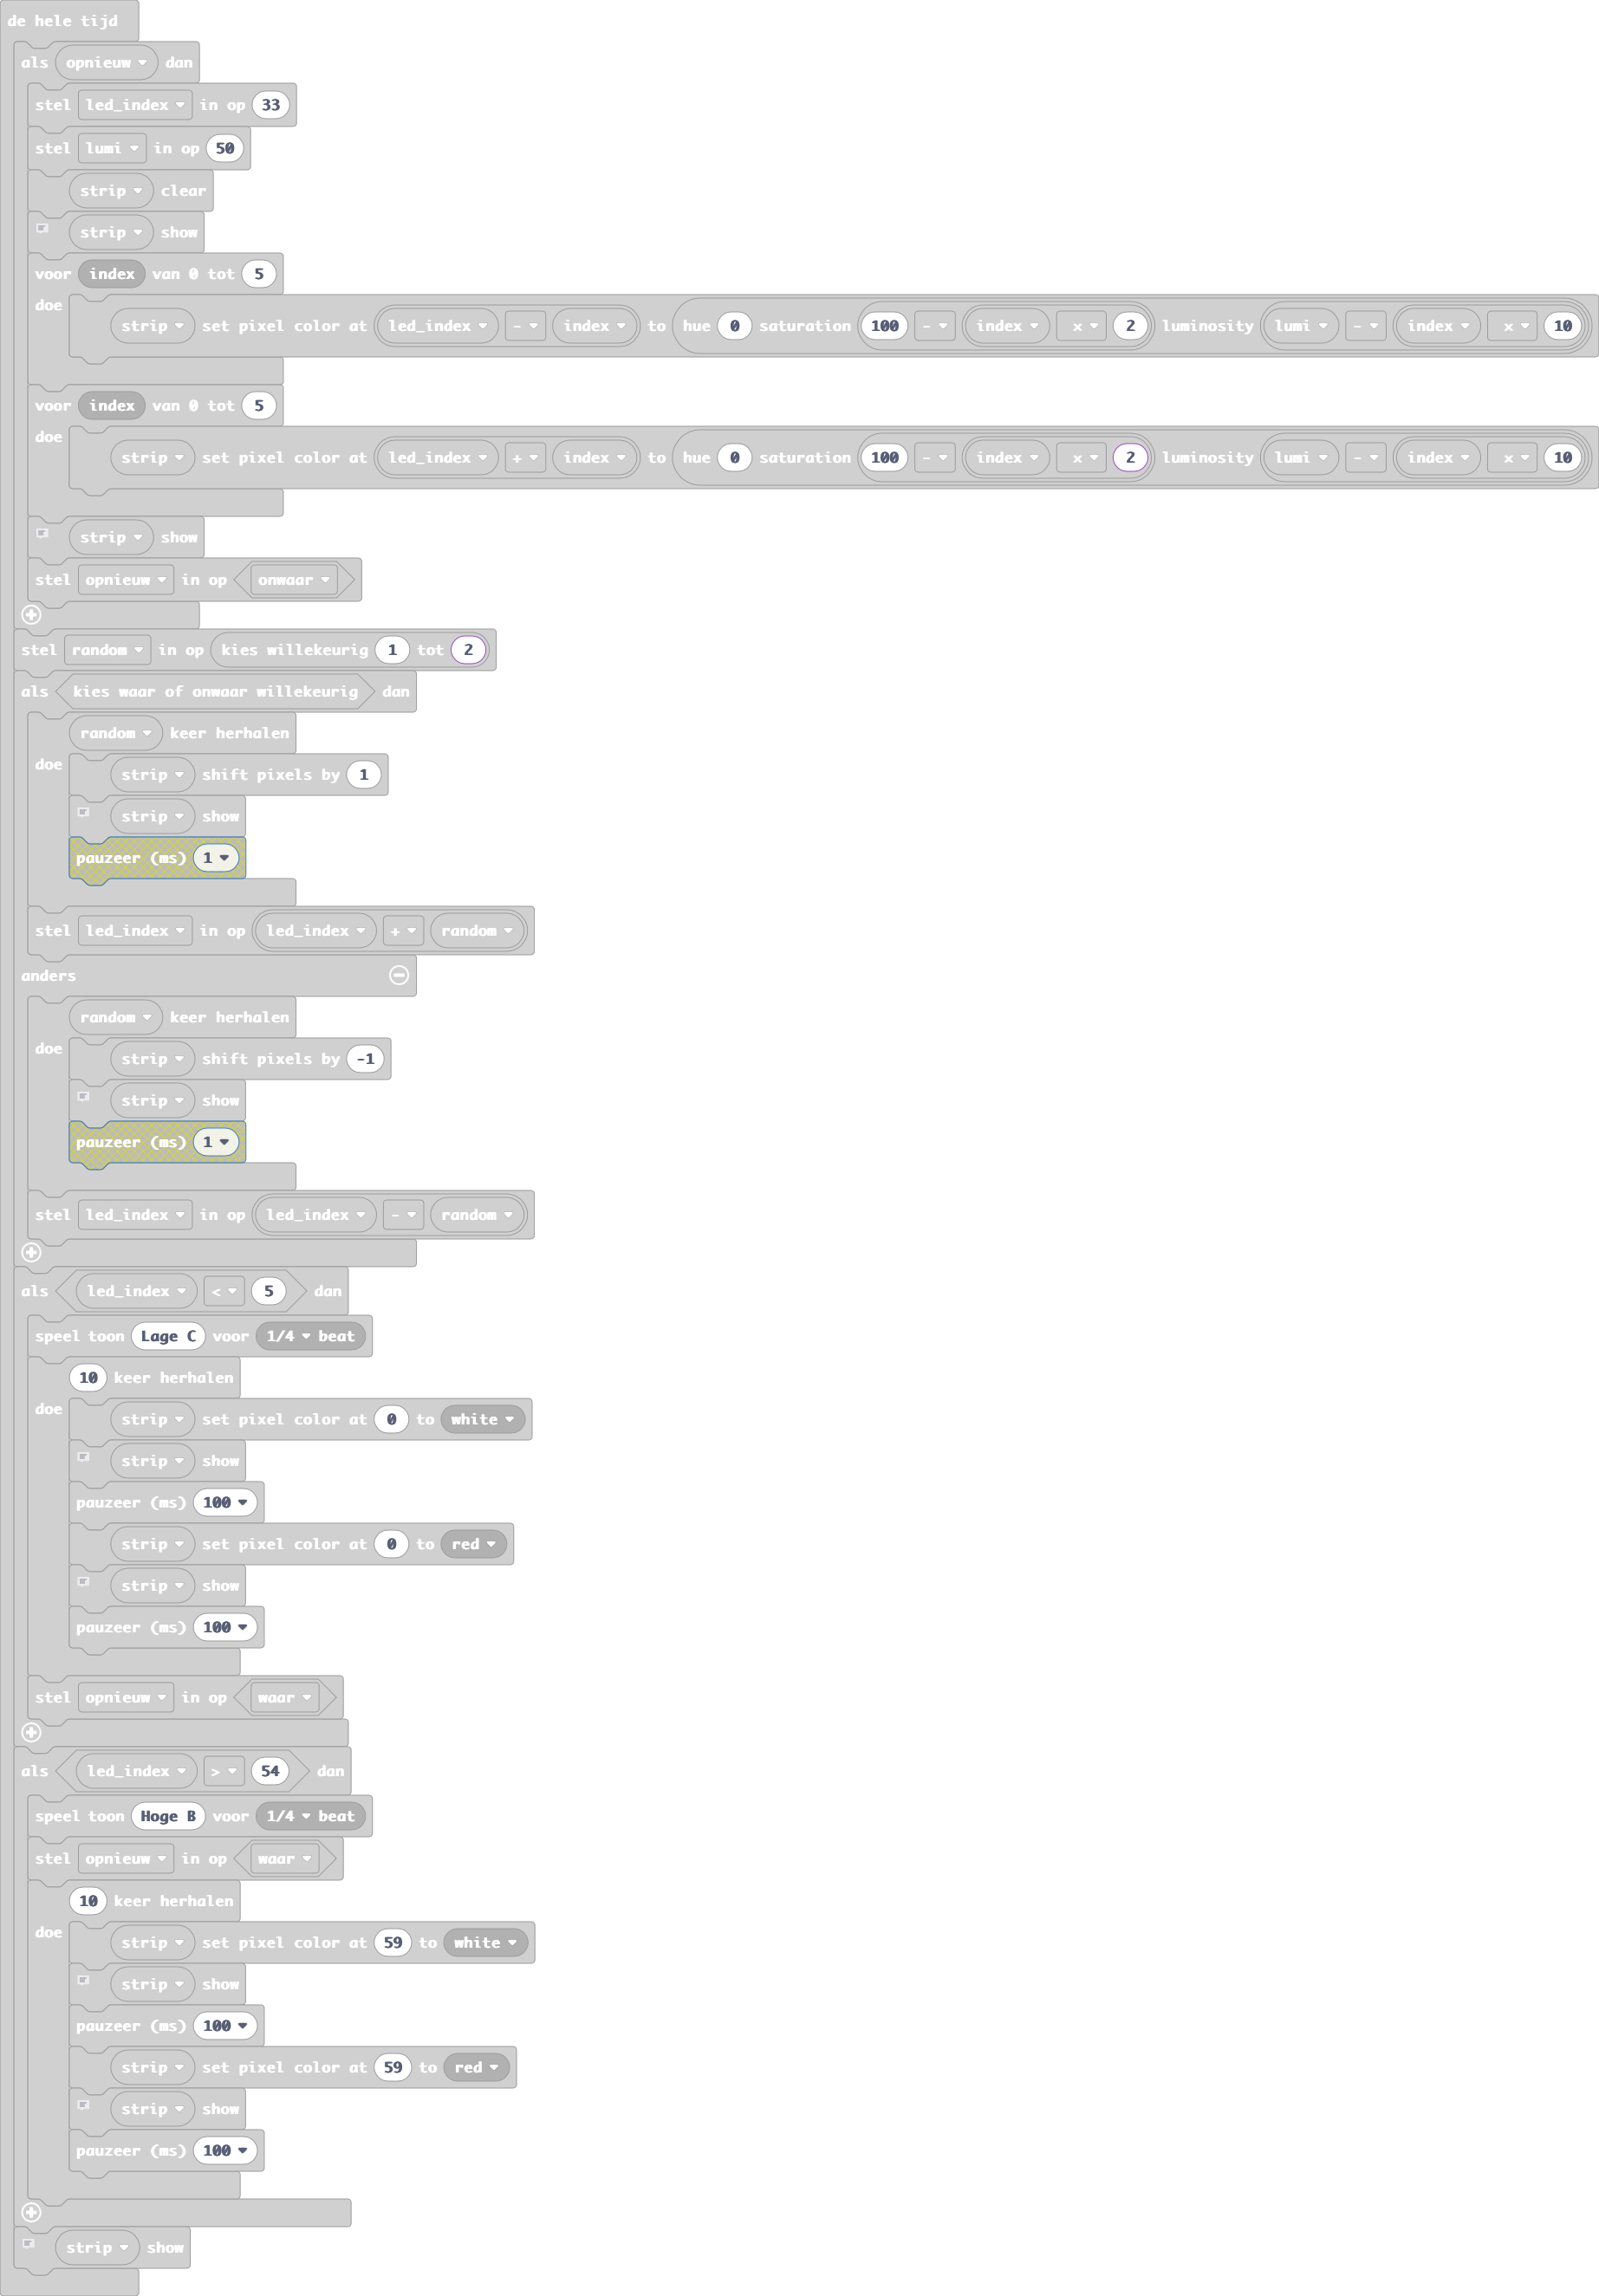 de hele tijd
als opnieuw dan
stel led_index in op 33
stel lumi in op 50
strip clear
strip show
voor index van 0 tot 5
doe strip set pixel color at led_index - index to hue 0 saturation 100 - index x 2 luminosity lumi - index x 10
voor index van 0 tot 5
doe strip set pixel color at led_index + index to hue 0 saturation 100 - index x 2 luminosity lumi - index x 10
strip show
stel opnieuw in op onwaar
stel random in op kies willekeurig 1 tot 2
als kies waar of onwaar willekeurig dan
random keer herhalen
doe strip shift pixels by 1
strip show
pauzeer (ms) 1
stel led_index in op led_index + random
anders
random keer herhalen
doe strip shift pixels by -1
strip show
pauzeer (ms) 1
stel led_index in op led_index - random
als led_index < 5 dan
speel toon Lage C voor 1/4 beat
10 keer herhalen
doe strip set pixel color at 0 to white
strip show
pauzeer (ms) 100
strip set pixel color at 0 to red
strip show
pauzeer (ms) 100
stel opnieuw in op waar
als led_index > 54 dan
speel toon Hoge B voor 1/4 beat
stel opnieuw in op waar
10 keer herhalen
doe strip set pixel color at 59 to white
strip show
pauzeer (ms) 100
strip set pixel color at 59 to red
strip show
pauzeer (ms) 100
strip show